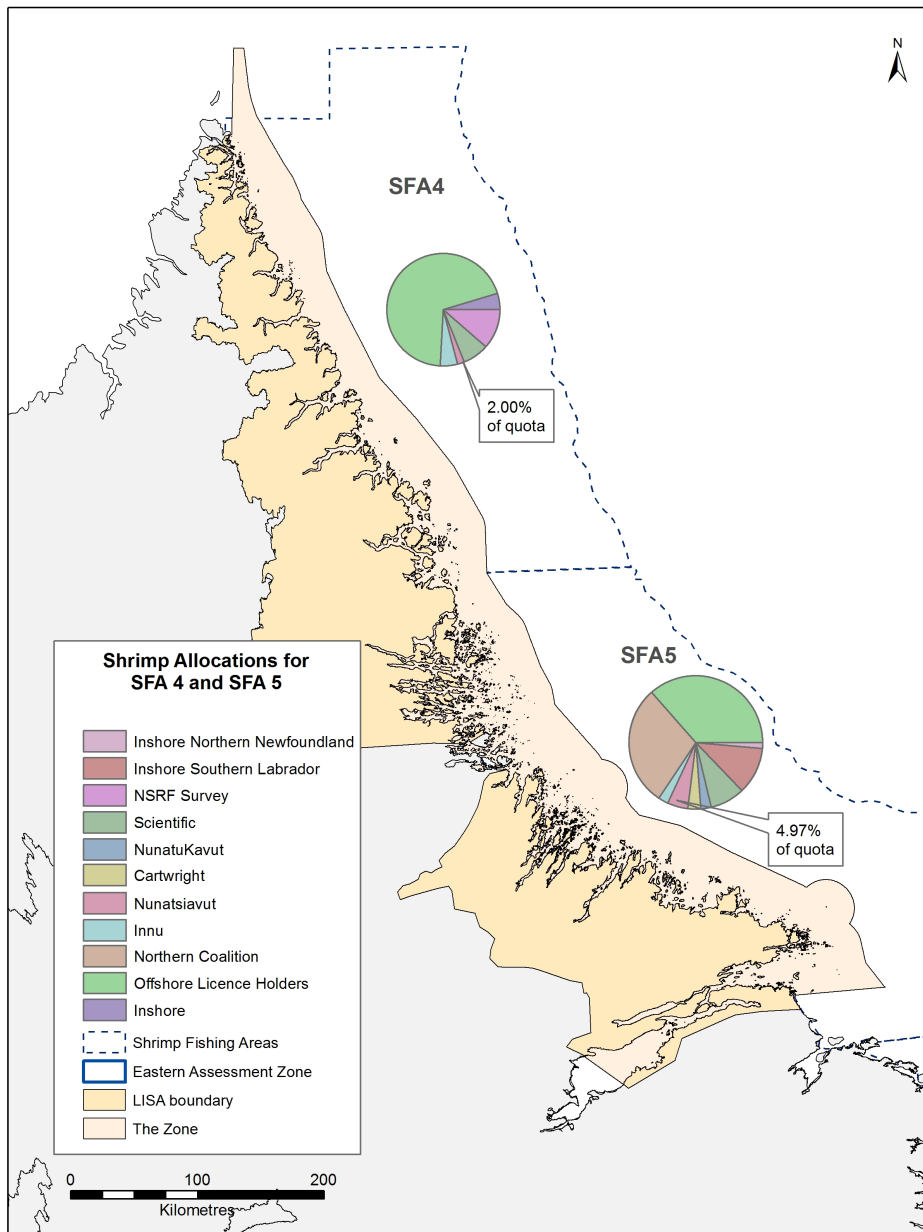 N
SFA4
2.00%
of quota
SFA5
4.97%
of quota
Shrimp Allocations for
SFA 4 and SFA 5
Inshore Northern Newfoundland
Inshore Southern Labrador
NSRF Survey
Scientific
NunatuKavut
Cartwright
Nunatsiavut
Innu
Northern Coalition
Offshore Licence Holders
Inshore
Shrimp Fishing Areas
Eastern Assessment Zone
LISA boundary
The Zone
0 100 200
Kilometres